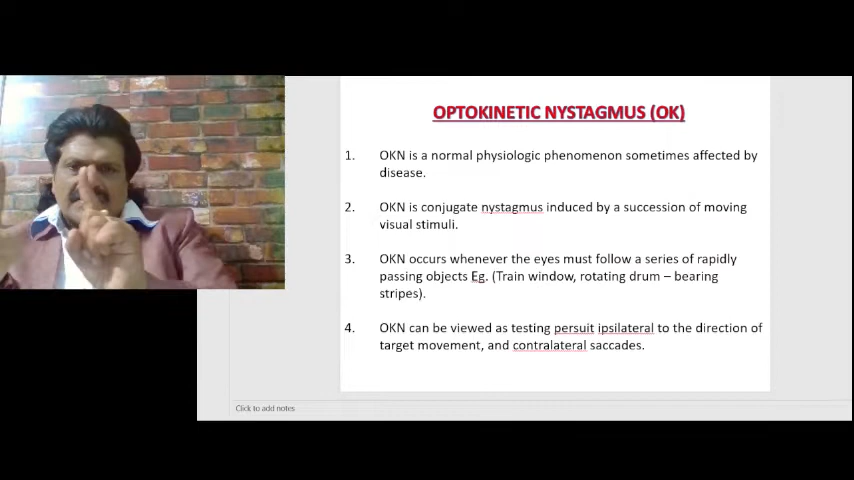 OPTOKINETIC NYSTAGMUS (OK)
1. OKN is a normal physiologic phenomenon sometimes affected by
disease.
2. OKN is conjugate nystagmus induced by a succession of moving
visual stimuli.
3. OKN occurs whenever the eyes must follow a series of rapidly
passing objects Eg. (Train window, rotating drum – bearing
stripes).
4. OKN can be viewed as testing persuit ipsilateral to the direction of
target movement, and contralateral saccades.
Click to add notes